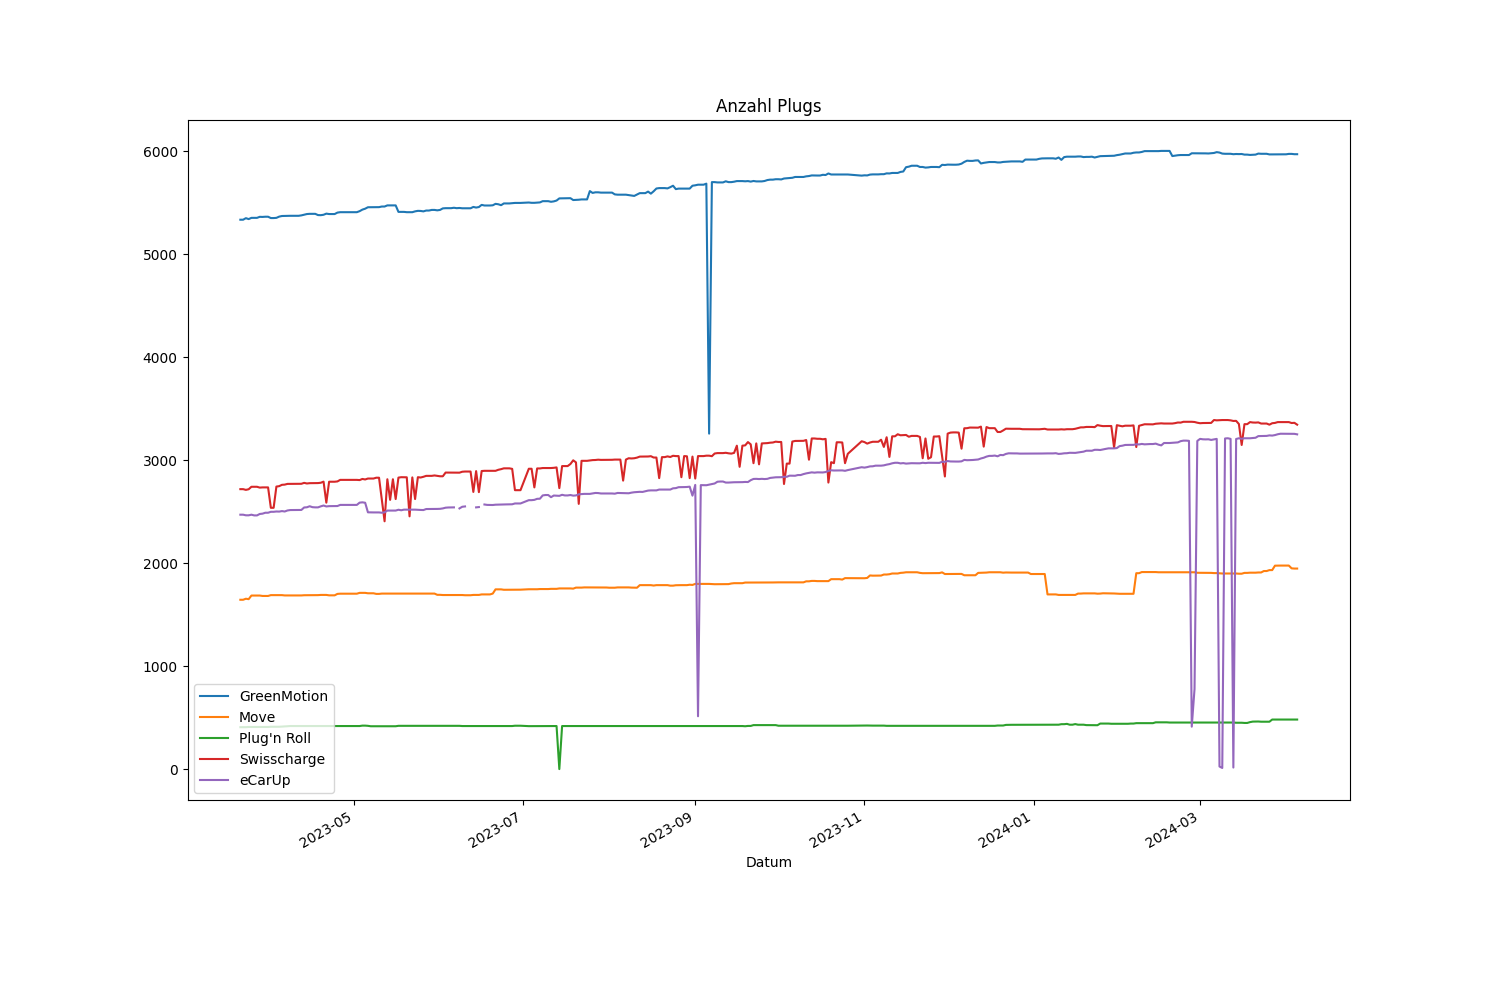 Anzahl Plugs
6000
5000
4000
3000
2000
1000
0
GreenMotion
Move
Plug'n Roll
Swisscharge
eCarUp
2023-05
2023-07
2023-09
2023-11
2024-01
2024-03
Datum